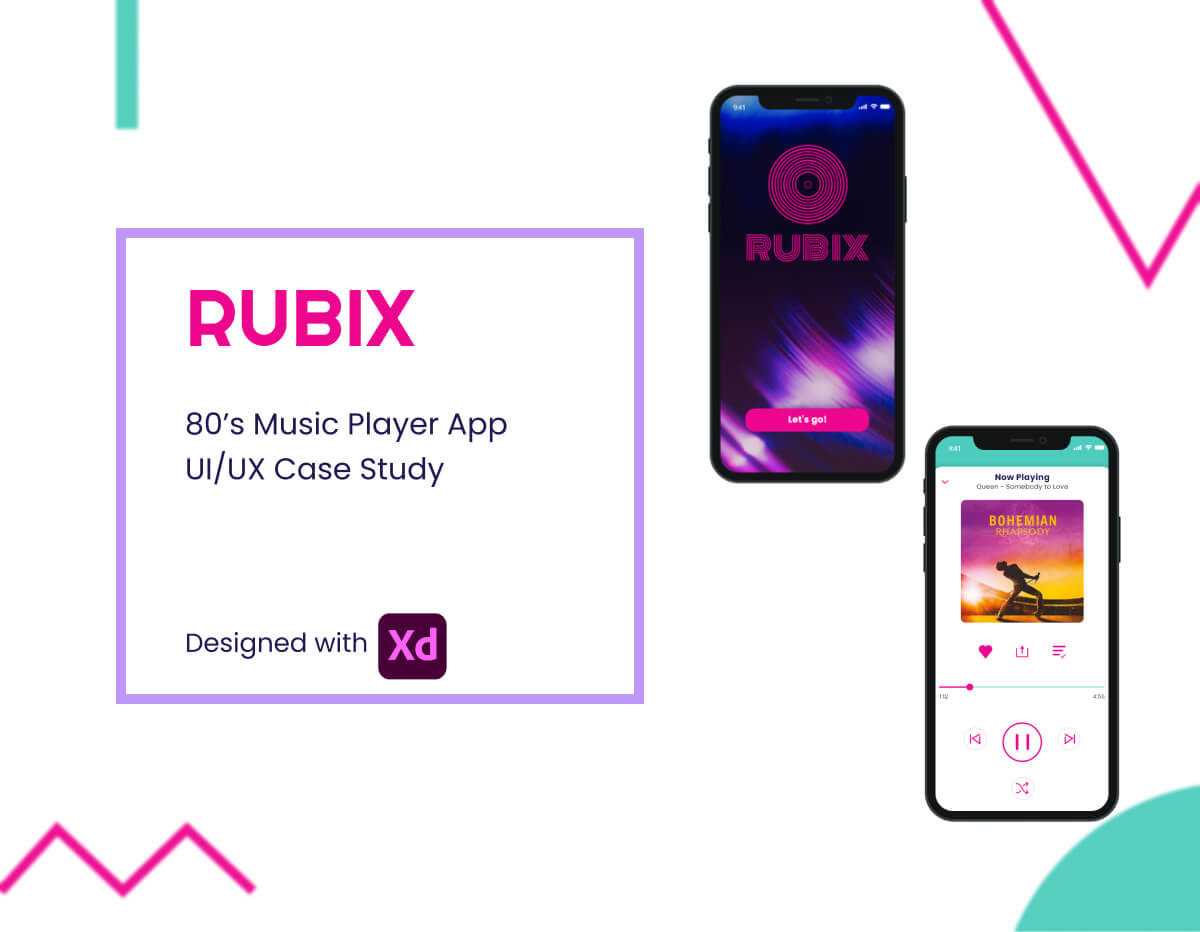 RUBIX
80’s Music Player App
UI/UX Case Study
Designed with Xd
9:41
RUBIX
Let's go!
9:41
Now Playing
Queen - Somebody to Love
BOHEMIAN
RHAPSODY
1:12 4:56